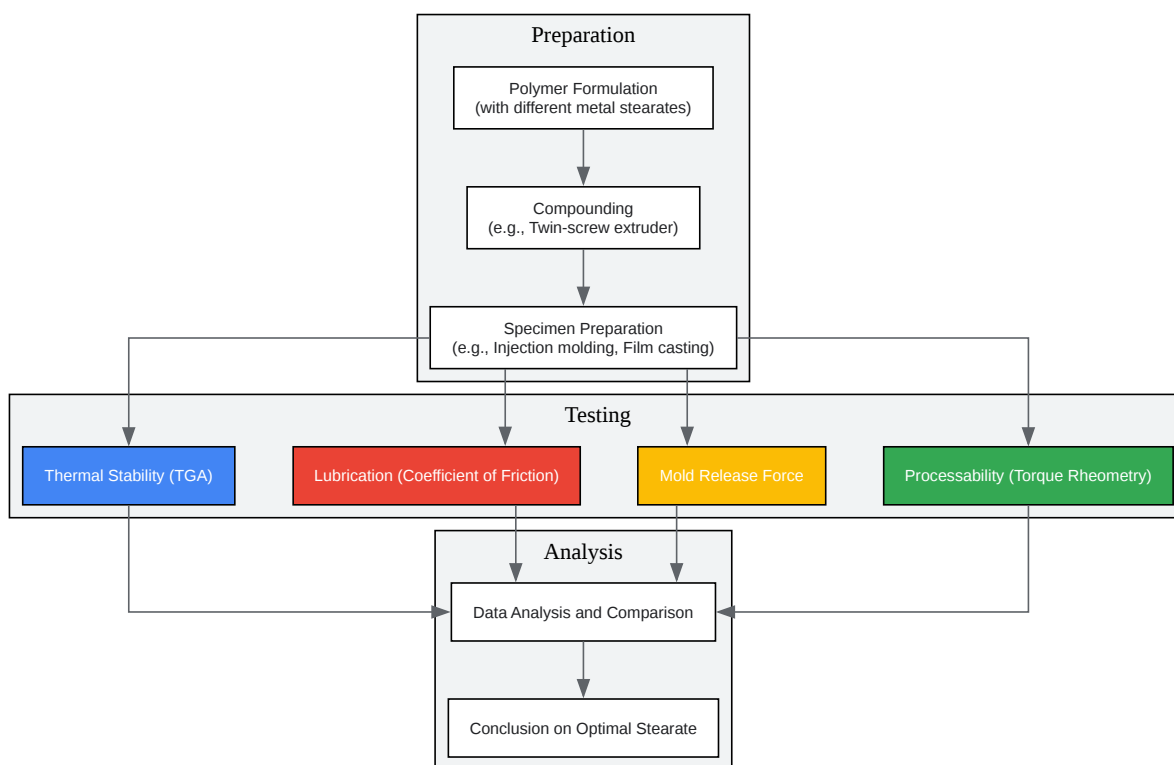 Preparation
Polymer Formulation
(with different metal stearates)
Compounding
(e.g., Twin-screw extruder)
Specimen Preparation
(e.g., Injection molding, Film casting)
Testing
Thermal Stability (TGA)
Lubrication (Coefficient of Friction)
Mold Release Force
Processability (Torque Rheometry)
Analysis
Data Analysis and Comparison
Conclusion on Optimal Stearate